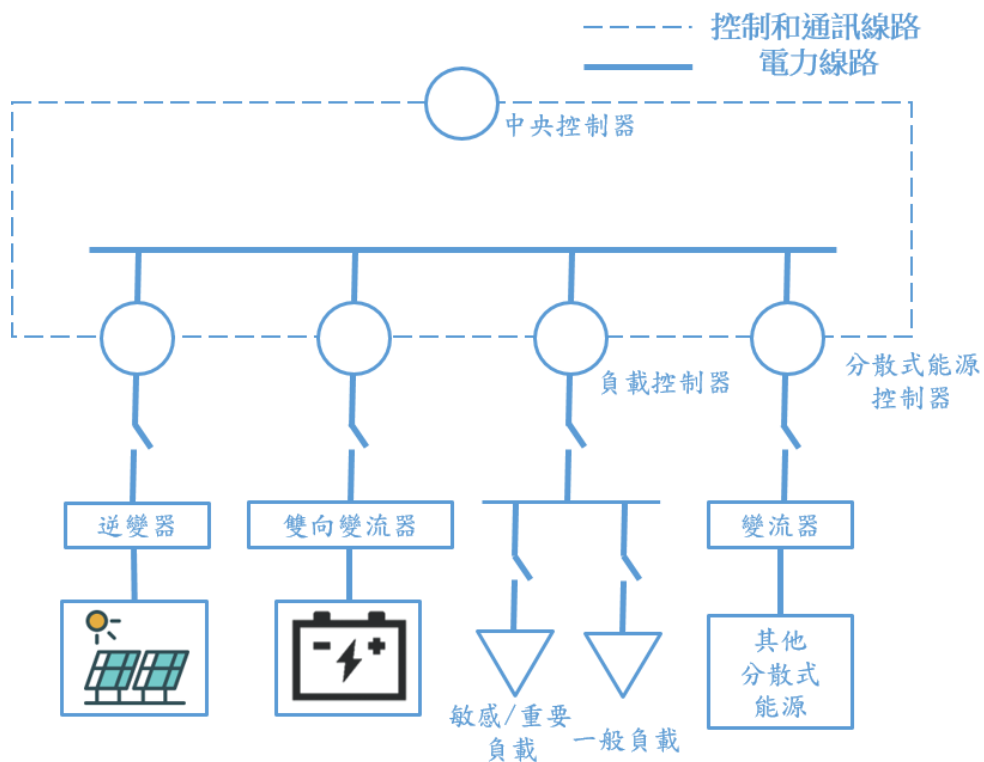 控制和通訊線路
電力線路
中央控制器
負載控制器
分散式能源
控制器
逆變器
雙向變流器
變流器
其他
分散式
能源
敏感/重要
負載
一般負載